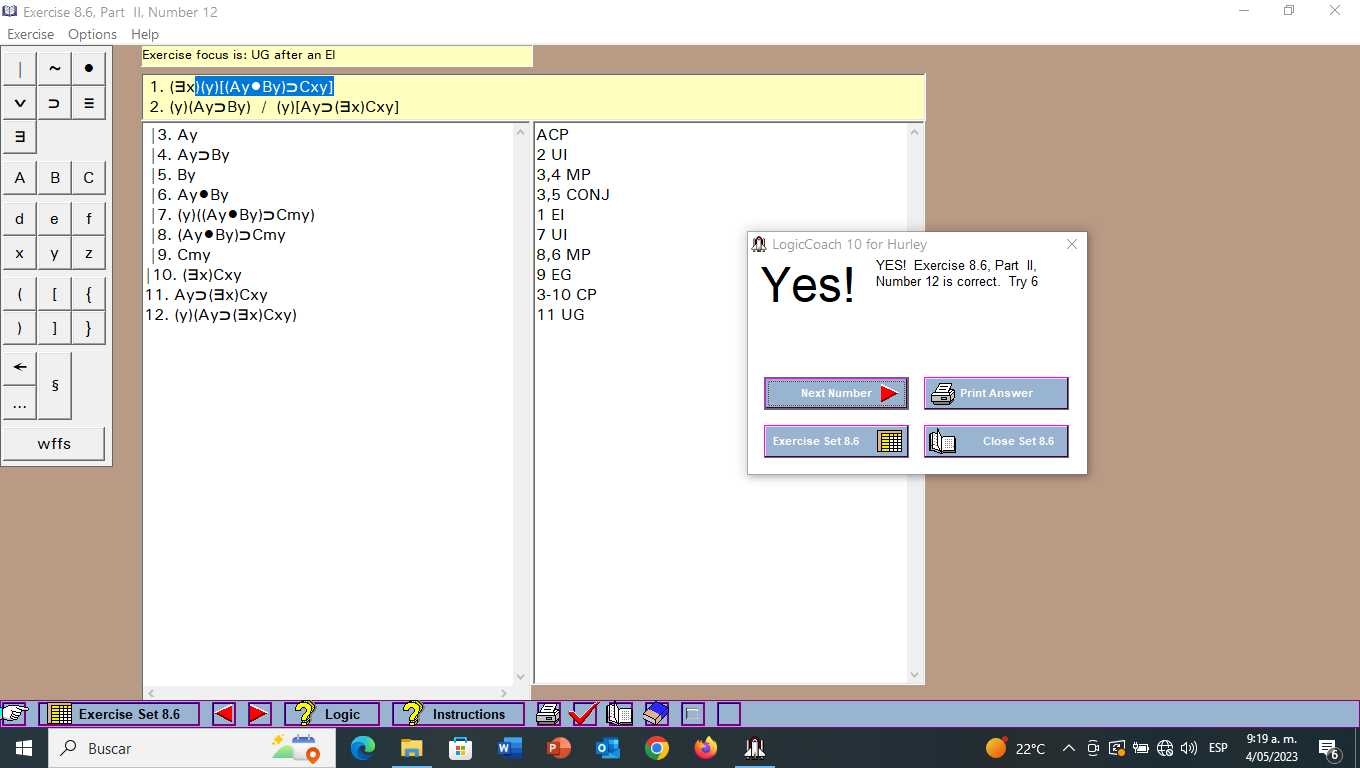 Exercise 8.6, Part II, Number 12
Exercise Options Help
Exercise focus is: UG after an EI
1. (∃x)(y)[(Ay●By)⊃Cxy]
2. (y)(Ay⊃By) / (y)[Ay⊃(∃x)Cxy]
| ~ ●
∨ ⊃ ≡
∃
A B C
d e f
x y z
( [ {
) ] }
← §
...
wffs
|3. Ay ACP
|4. Ay⊃By 2 UI
|5. By 3,4 MP
|6. Ay●By 3,5 CONJ
|7. (y)((Ay●By)⊃Cmy) 1 EI
|8. (Ay●By)⊃Cmy 7 UI
|9. Cmy 8,6 MP
|10. (∃x)Cxy 9 EG
11. Ay⊃(∃x)Cxy 3-10 CP
12. (y)(Ay⊃(∃x)Cxy) 11 UG
LogicCoach 10 for Hurley
Yes!
YES! Exercise 8.6, Part II,
Number 12 is correct. Try 6
Next Number Print Answer
Exercise Set 8.6 Close Set 8.6
Exercise Set 8.6 ? Logic ? Instructions
Buscar
22°C ESP
9:19 a. m.
4/05/2023
6